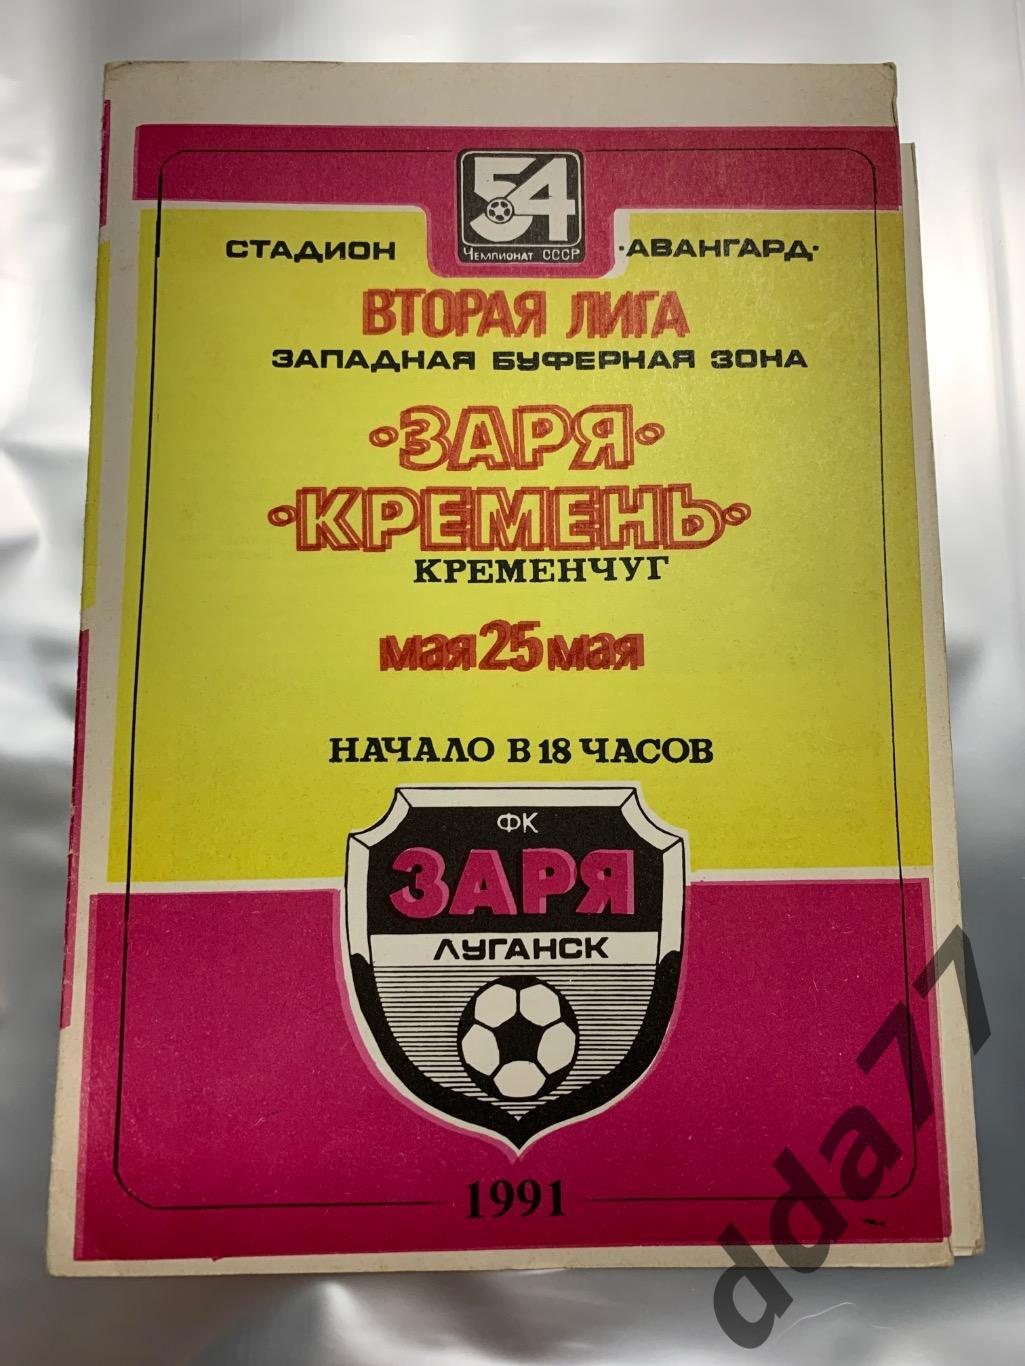 54
ЧЕМПИОНАТ СССР
СТАДИОН ·АВАНГАРД·
ВТОРАЯ ЛИГА
ЗАПАДНАЯ БУФЕРНАЯ ЗОНА
·ЗАРЯ·
·КРЕМЕНЬ·
КРЕМЕНЧУГ
мая 25 мая
НАЧАЛО В 18 ЧАСОВ
ФК
ЗАРЯ
ЛУГАНСК
1991
dda77